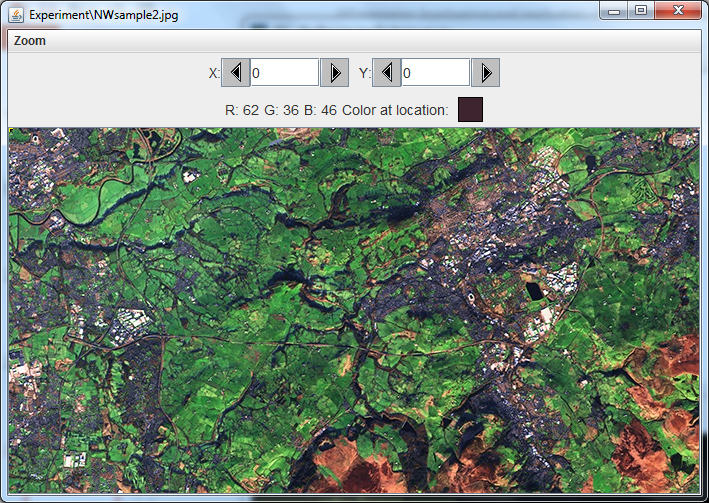 Experiment\NWsample2.jpg
Zoom
X: 0 Y: 0
R: 62 G: 36 B: 46 Color at location: